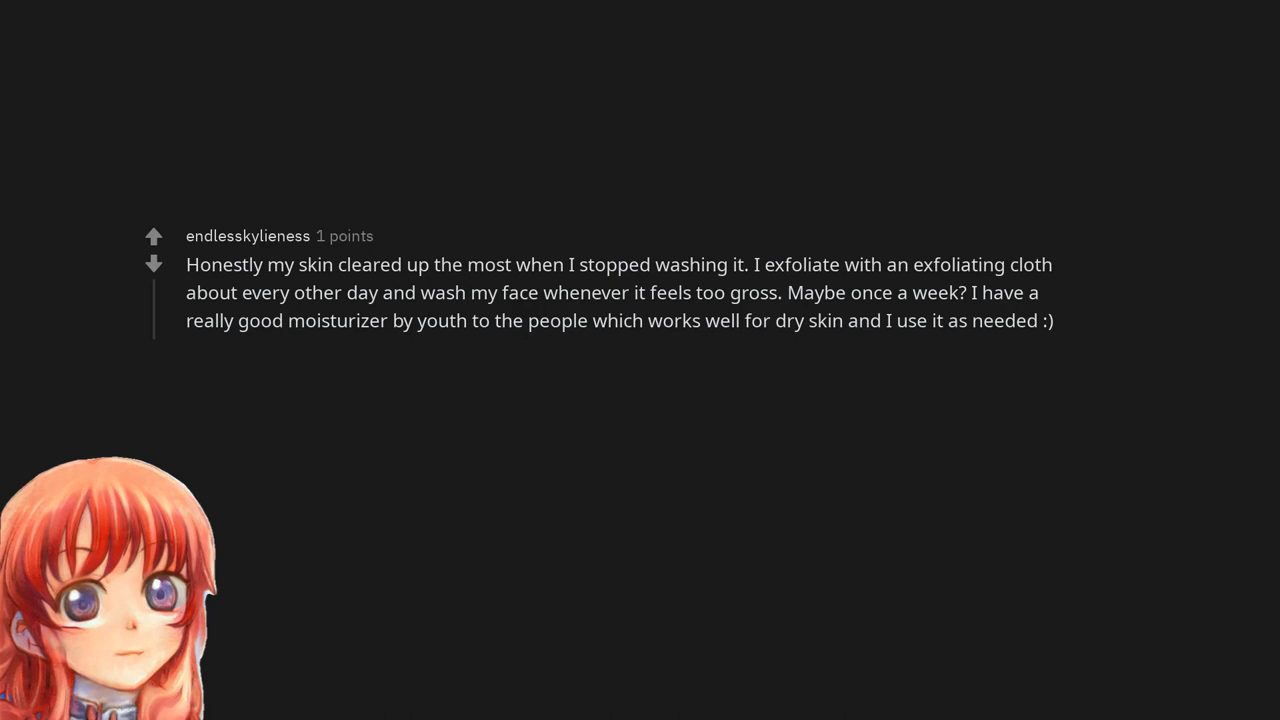 endlesskylieness 1 points
Honestly my skin cleared up the most when I stopped washing it. I exfoliate with an exfoliating cloth
about every other day and wash my face whenever it feels too gross. Maybe once a week? I have a
really good moisturizer by youth to the people which works well for dry skin and I use it as needed :)